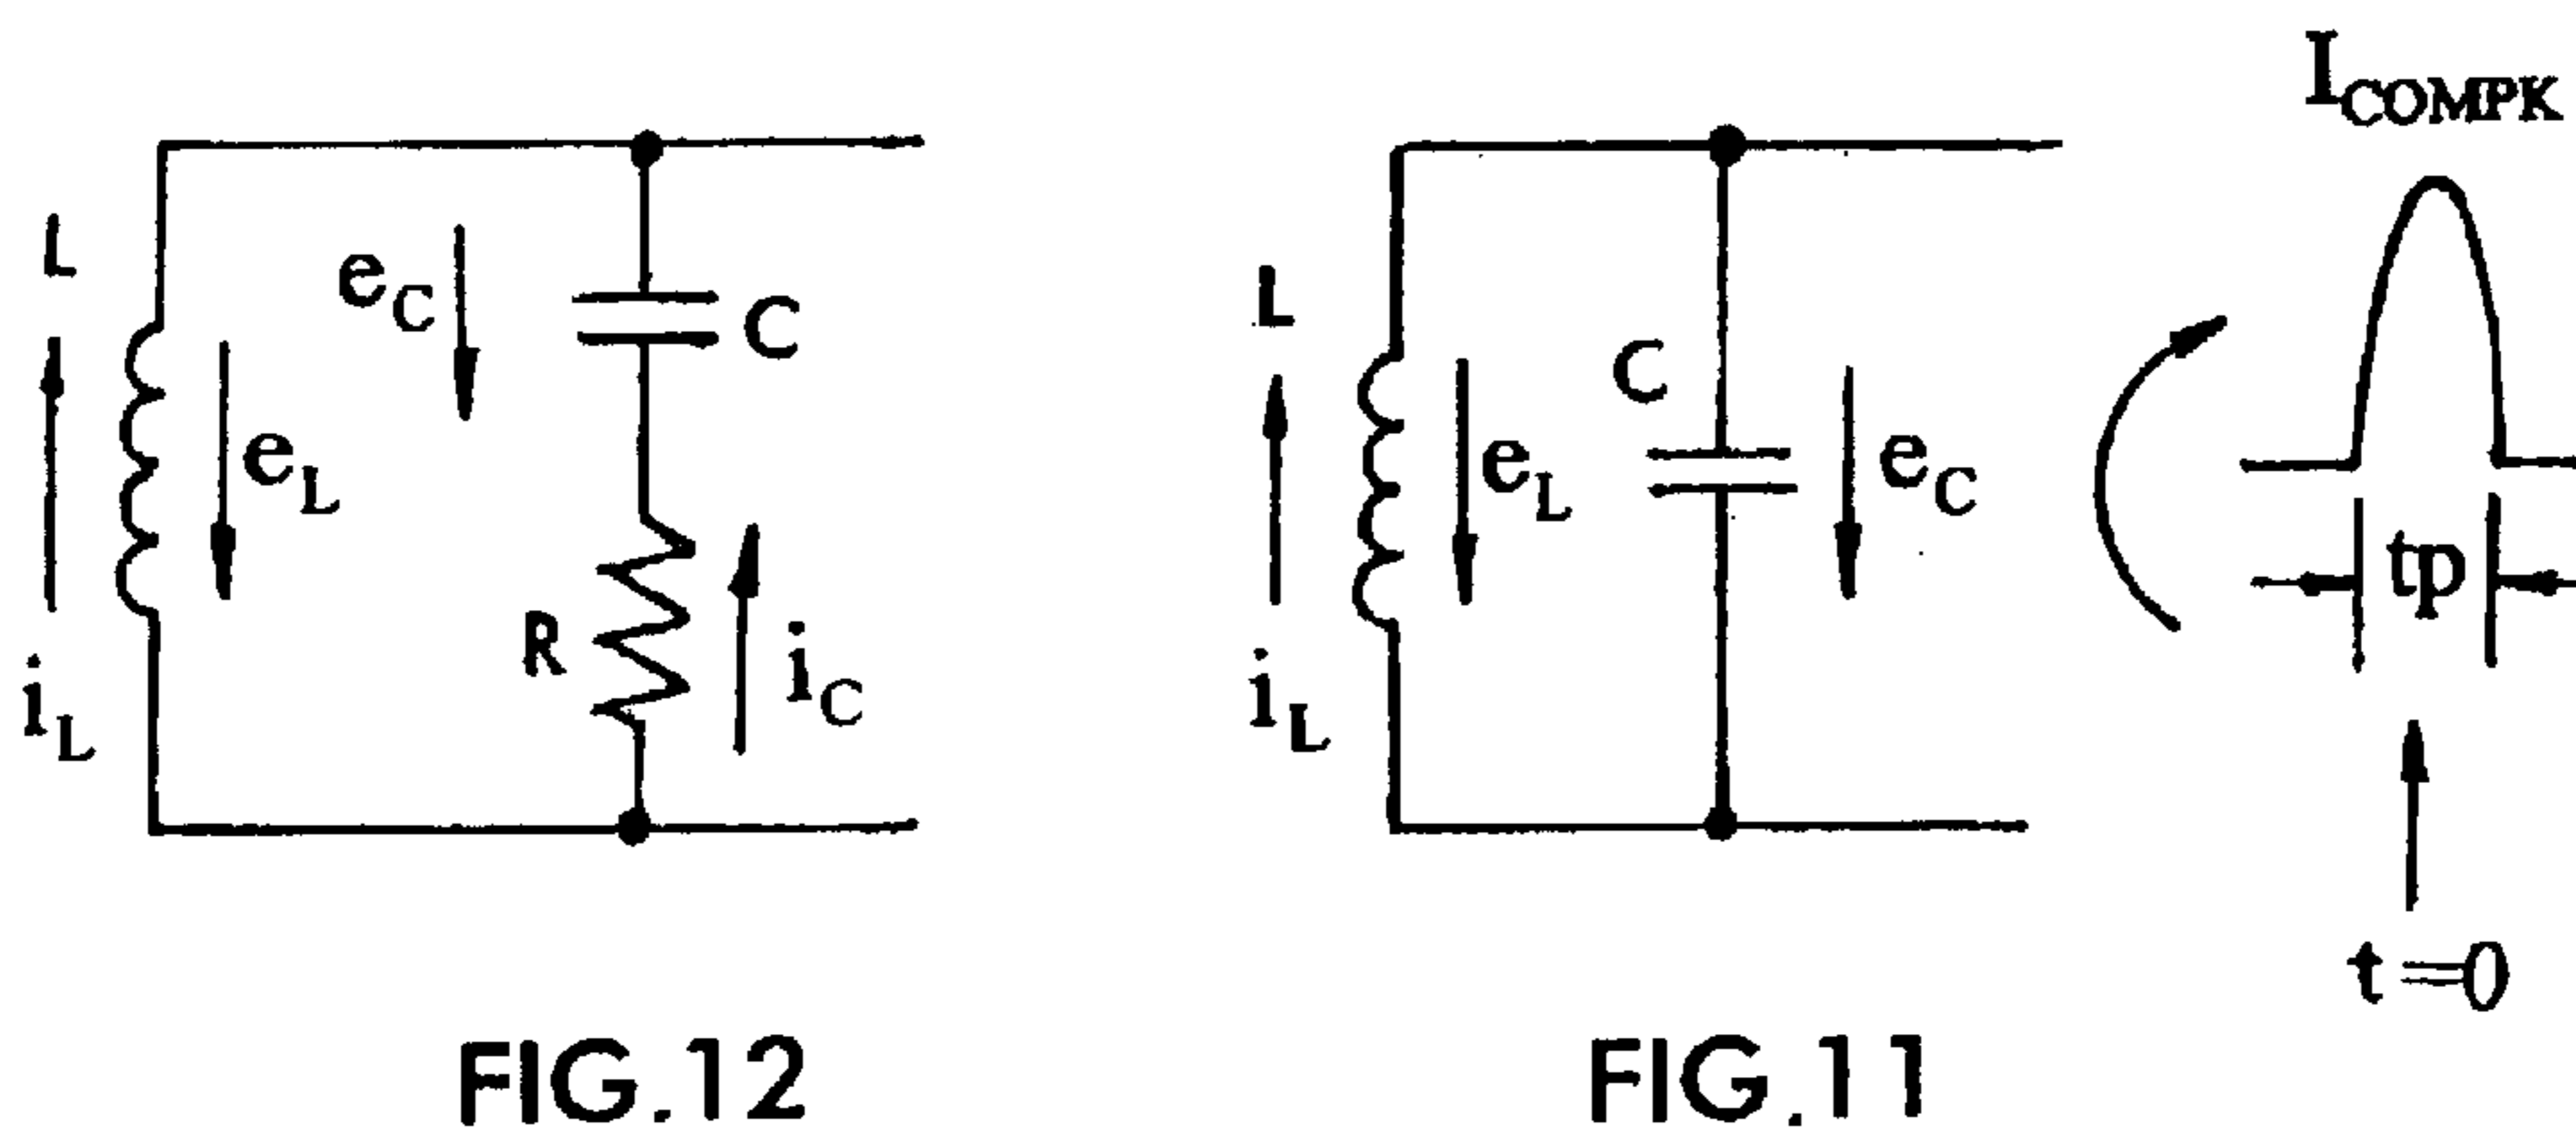 L
e_C
C
e_L
R
i_C
i_L
FIG.12
L
C
e_L
e_C
i_L
FIG.11
I_COMPK
tp
t=0